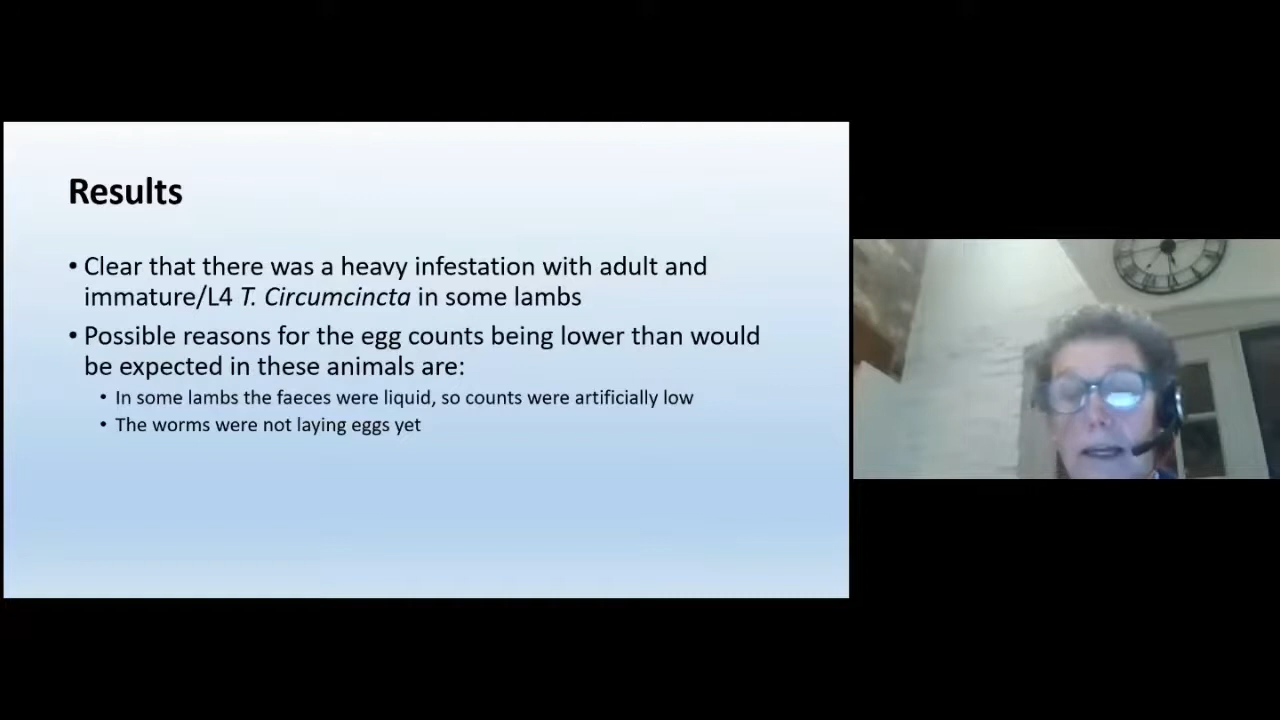 Results
• Clear that there was a heavy infestation with adult and
immature/L4 T. Circumcincta in some lambs
• Possible reasons for the egg counts being lower than would
be expected in these animals are:
• In some lambs the faeces were liquid, so counts were artificially low
• The worms were not laying eggs yet